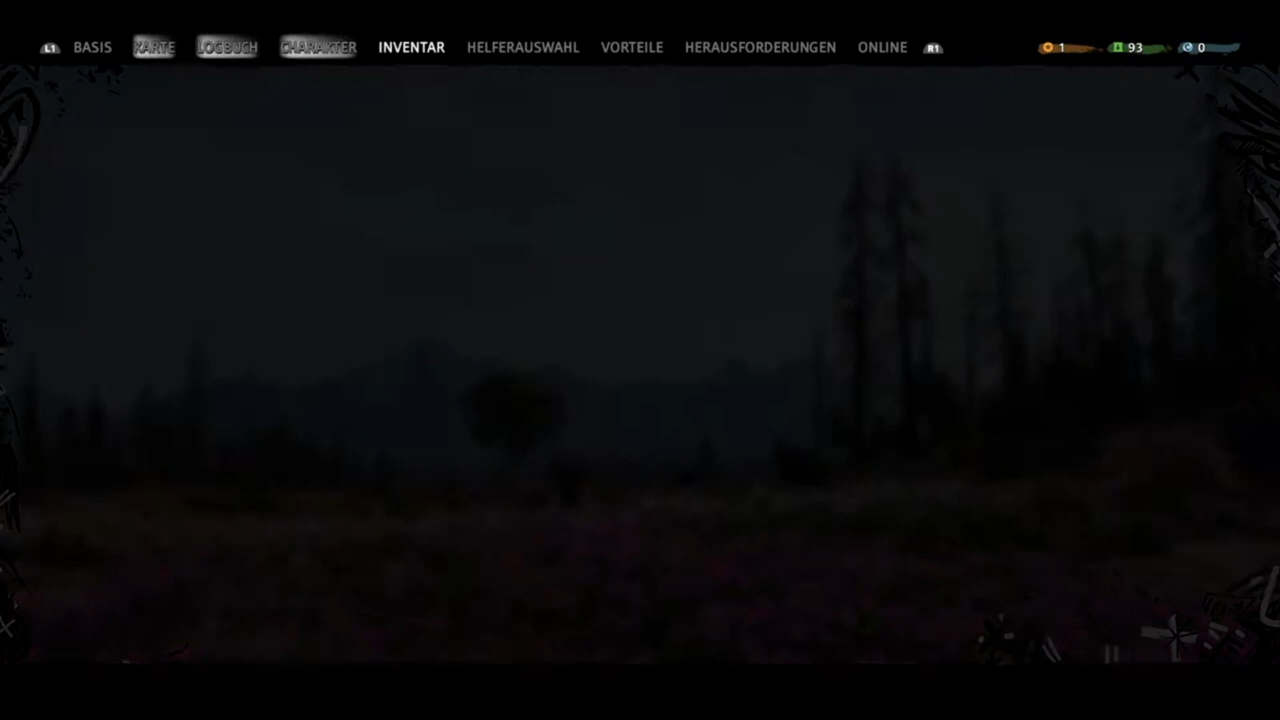 L1 BASIS KARTE LOGBUCH CHARAKTER INVENTAR HELFERAUSWAHL VORTEILE HERAUSFORDERUNGEN ONLINE R1 1 93 0